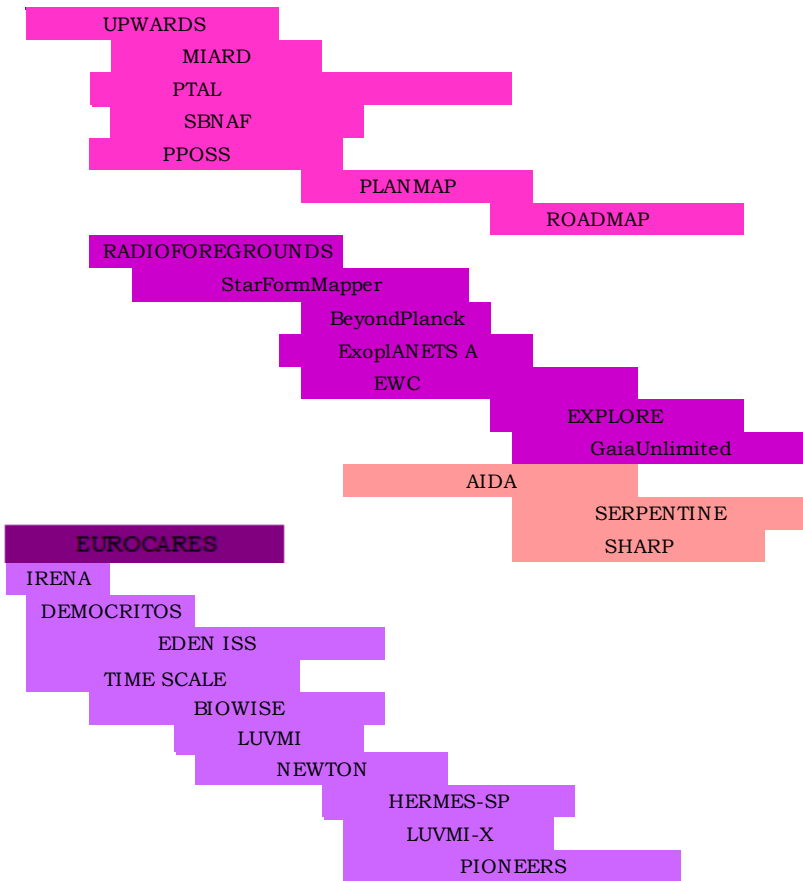 UPWARDS
MIARD
PTAL
SBNAF
PPOSS
PLANMAP
ROADMAP
RADIOFOREGROUNDS
StarFormMapper
BeyondPlanck
ExoplANETS A
EWC
EXPLORE
GaiaUnlimited
AIDA
SERPENTINE
EUROCARES
SHARP
IRENA
DEMOCRITOS
EDEN ISS
TIME SCALE
BIOWISE
LUVMI
NEWTON
HERMES-SP
LUVMI-X
PIONEERS